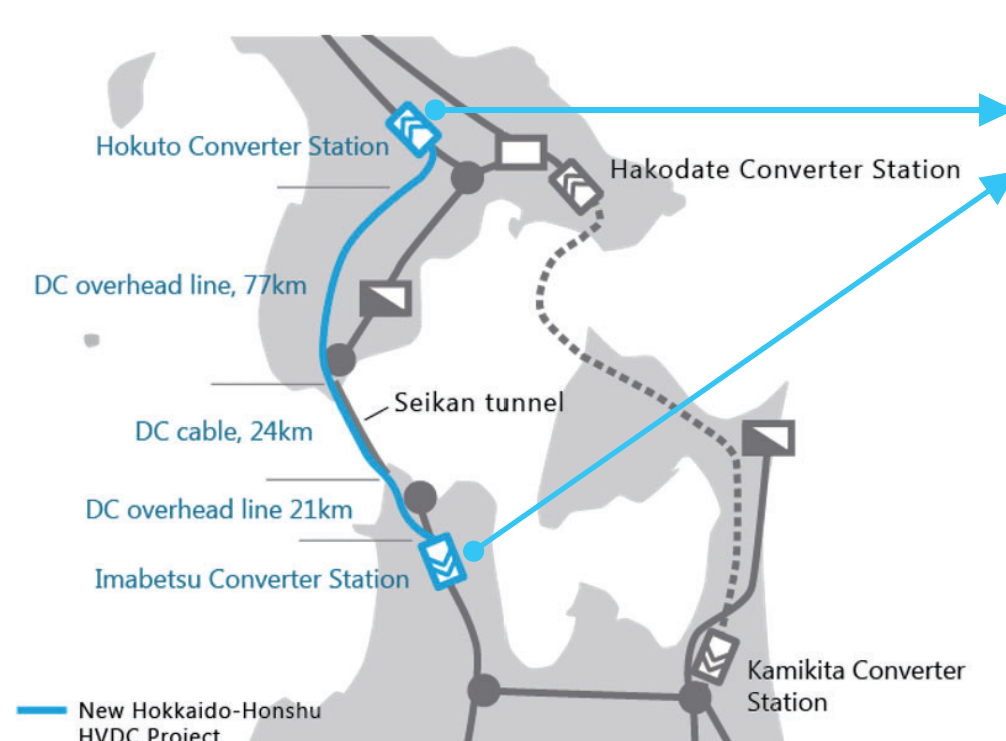 Hokuto Converter Station
Hakodate Converter Station
DC overhead line, 77km
Seikan tunnel
DC cable, 24km
DC overhead line 21km
Imabetsu Converter Station
Kamikita Converter
Station
New Hokkaido-Honshu
HVDC Project